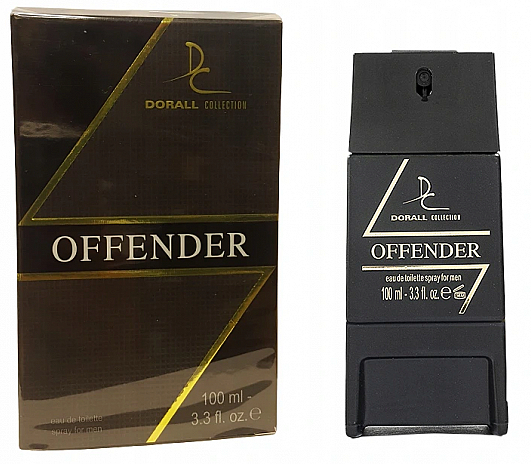 DC
DORALL COLLECTION
OFFENDER
100 ml -
3.3 fl. oz. ℮
eau de toilette
spray for men
DC
DORALL COLLECTION
OFFENDER
eau de toilette spray for men
100 ml - 3.3 fl. oz. ℮